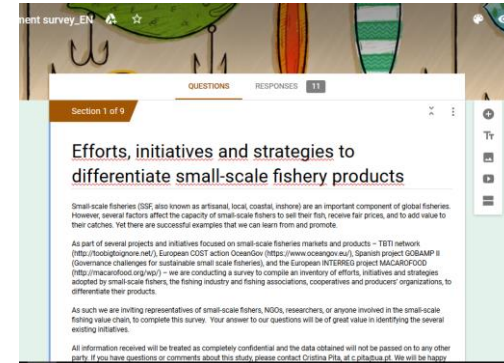 ment survey_EN
QUESTIONS RESPONSES 11
Section 1 of 9
Tт
Efforts, initiatives and strategies to
differentiate small-scale fishery products
Small-scale fisheries (SSF, also known as artisanal, local, coastal, inshore) are an important component of global fisheries.
However, several factors affect the capacity of small-scale fishers to sell their fish, receive fair prices, and to add value to
their catches. Yet there are successful examples that we can learn from and promote.
As part of several projects and initiatives focused on small-scale fisheries markets and products – TBTI network
(http://toobigtoignore.net/), European COST action OceanGov (https://www.oceangov.eu/), Spanish project GOBAMP II
(Governance challenges for sustainable small scale fisheries), and the European INTERREG project MACAROFOOD
(http://macarofood.org/wp/) – we are conducting a survey to compile an inventory of efforts, initiatives and strategies
adopted by small-scale fishers, the fishing industry and fishing associations, cooperatives and producers' organizations, to
differentiate their products.
As such we are inviting representatives of small-scale fishers, NGOs, researchers, or anyone involved in the small-scale
fishing value chain, to complete this survey. Your answer to our questions will be of great value in identifying the several
existing initiatives.
All information received will be treated as completely confidential and the data obtained will not be passed on to any other
party. If you have questions or comments about this study, please contact Cristina Pita, at c.pita@ua.pt. We will be happy